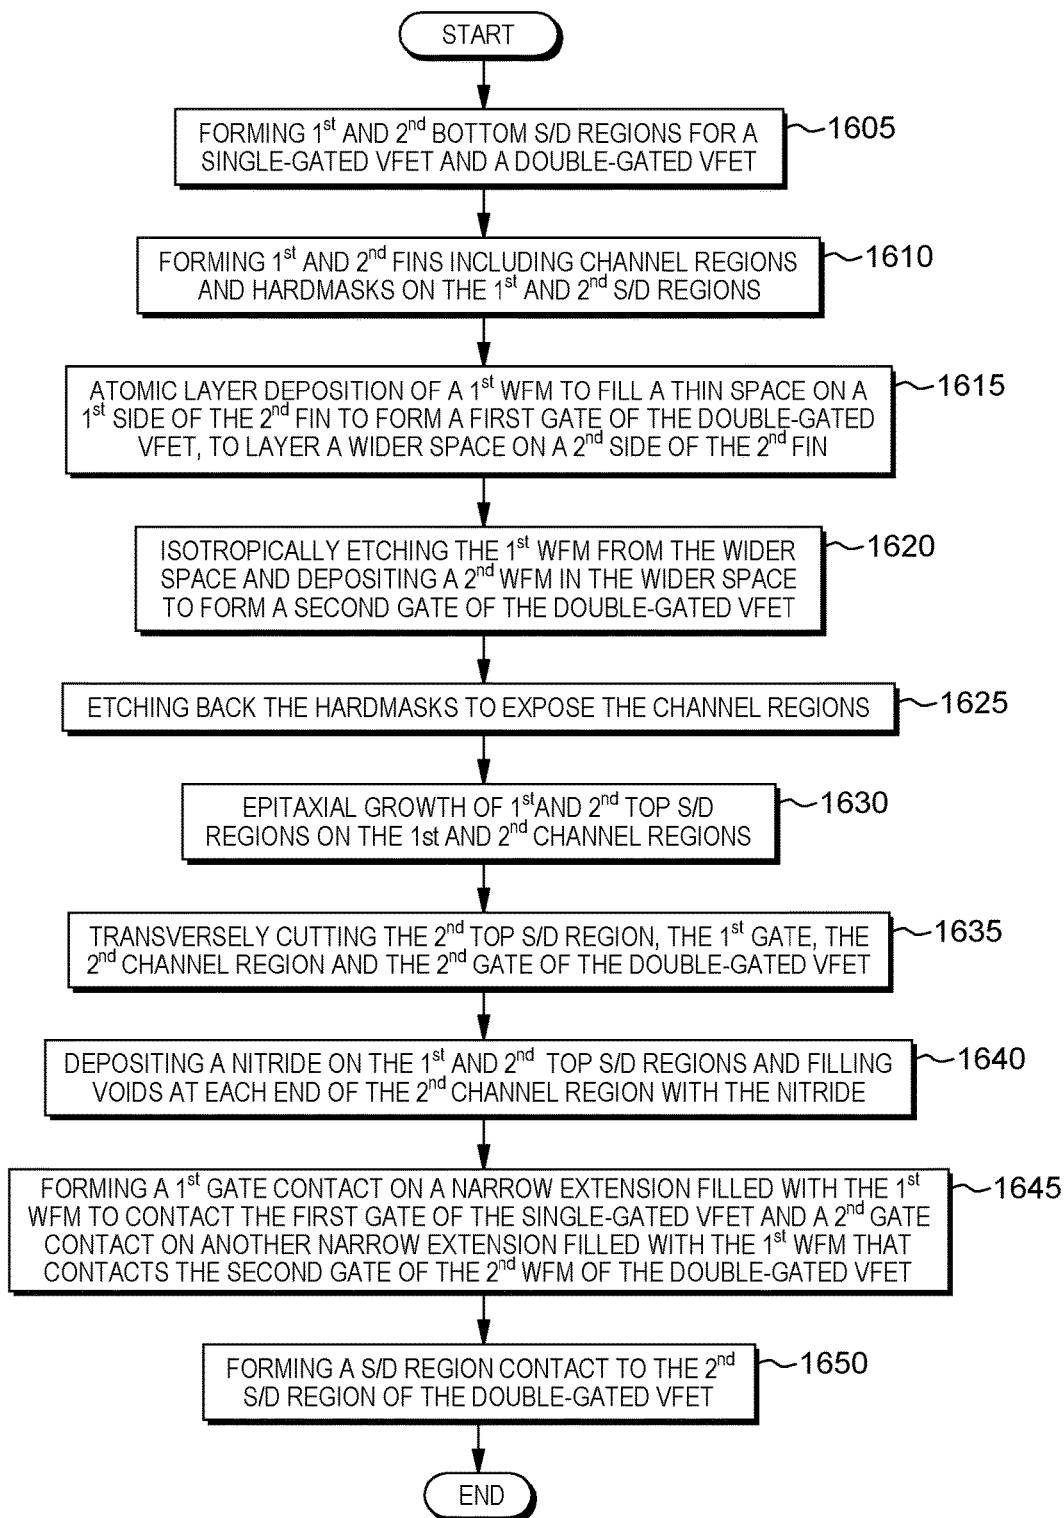 START
FORMING 1st AND 2nd BOTTOM S/D REGIONS FOR A
SINGLE-GATED VFET AND A DOUBLE-GATED VFET
1605
FORMING 1st AND 2nd FINS INCLUDING CHANNEL REGIONS
AND HARDMASKS ON THE 1st AND 2nd S/D REGIONS
1610
ATOMIC LAYER DEPOSITION OF A 1st WFM TO FILL A THIN SPACE ON A
1st SIDE OF THE 2nd FIN TO FORM A FIRST GATE OF THE DOUBLE-GATED
VFET, TO LAYER A WIDER SPACE ON A 2nd SIDE OF THE 2nd FIN
1615
ISOTROPICALLY ETCHING THE 1st WFM FROM THE WIDER
SPACE AND DEPOSITING A 2nd WFM IN THE WIDER SPACE
TO FORM A SECOND GATE OF THE DOUBLE-GATED VFET
1620
ETCHING BACK THE HARDMASKS TO EXPOSE THE CHANNEL REGIONS
1625
EPITAXIAL GROWTH OF 1st AND 2nd TOP S/D
REGIONS ON THE 1st AND 2nd CHANNEL REGIONS
1630
TRANSVERSELY CUTTING THE 2nd TOP S/D REGION, THE 1st GATE, THE
2nd CHANNEL REGION AND THE 2nd GATE OF THE DOUBLE-GATED VFET
1635
DEPOSITING A NITRIDE ON THE 1st AND 2nd TOP S/D REGIONS AND FILLING
VOIDS AT EACH END OF THE 2nd CHANNEL REGION WITH THE NITRIDE
1640
FORMING A 1st GATE CONTACT ON A NARROW EXTENSION FILLED WITH THE 1st
WFM TO CONTACT THE FIRST GATE OF THE SINGLE-GATED VFET AND A 2nd GATE
CONTACT ON ANOTHER NARROW EXTENSION FILLED WITH THE 1st WFM THAT
CONTACTS THE SECOND GATE OF THE 2nd WFM OF THE DOUBLE-GATED VFET
1645
FORMING A S/D REGION CONTACT TO THE 2nd
S/D REGION OF THE DOUBLE-GATED VFET
1650
END